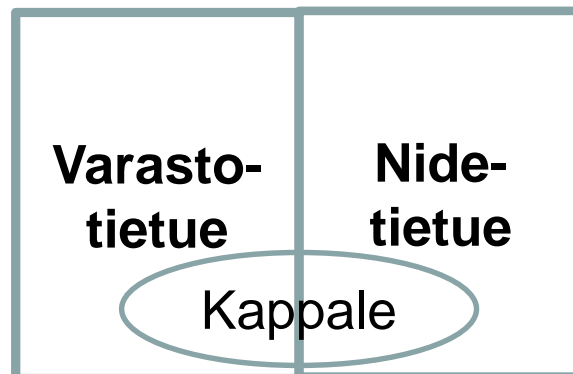 Varasto-
tietue
Nide-
tietue
Kappale